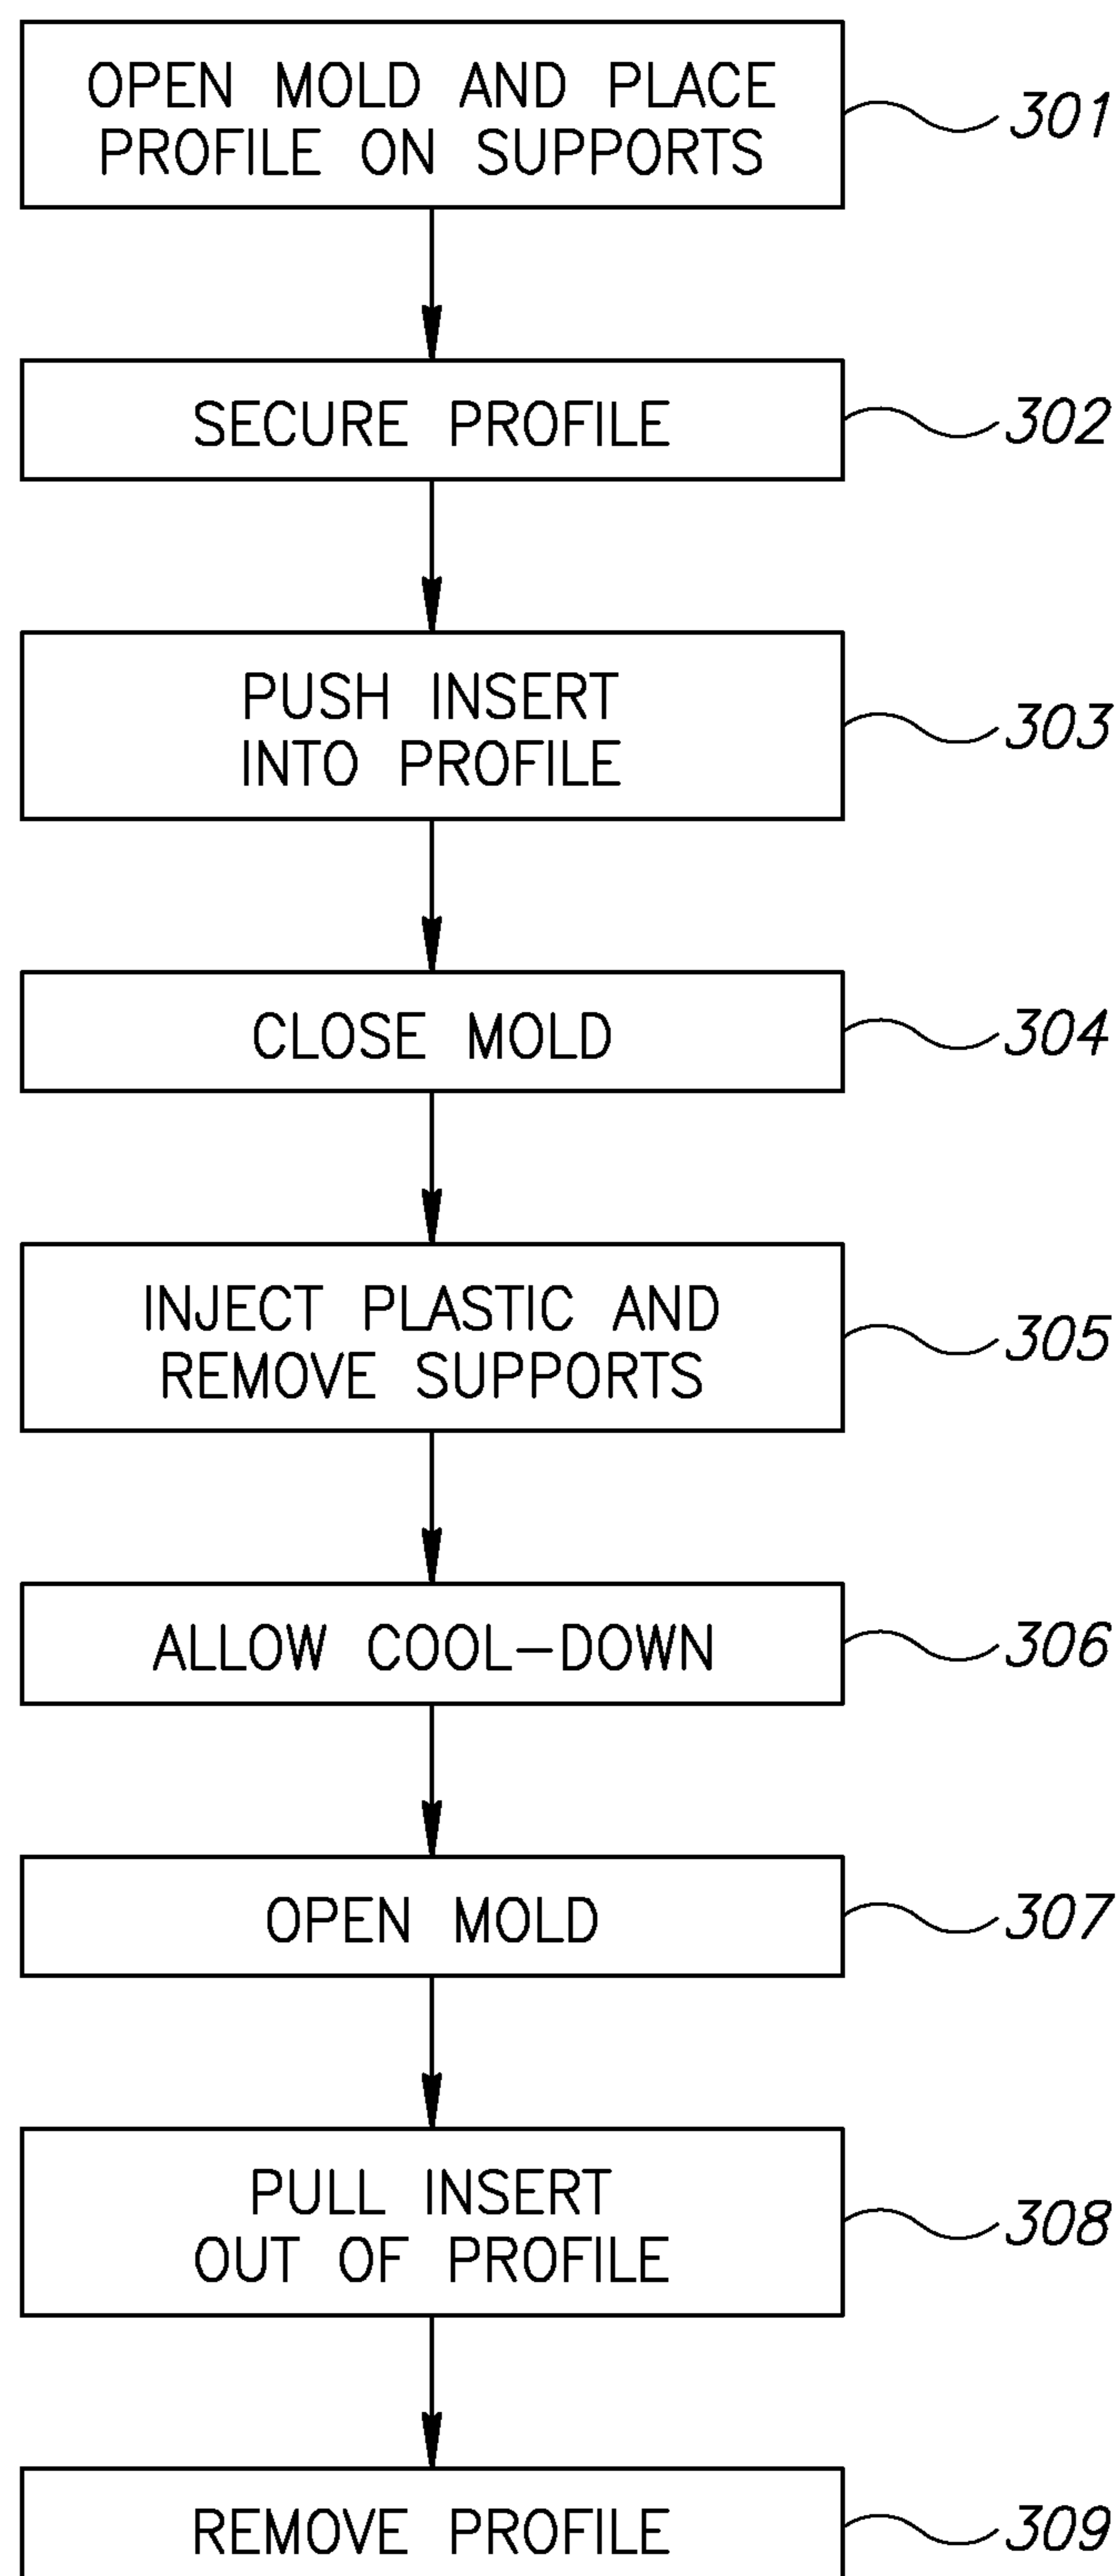 OPEN MOLD AND PLACE
PROFILE ON SUPPORTS
301
SECURE PROFILE
302
PUSH INSERT
INTO PROFILE
303
CLOSE MOLD
304
INJECT PLASTIC AND
REMOVE SUPPORTS
305
ALLOW COOL-DOWN
306
OPEN MOLD
307
PULL INSERT
OUT OF PROFILE
308
REMOVE PROFILE
309